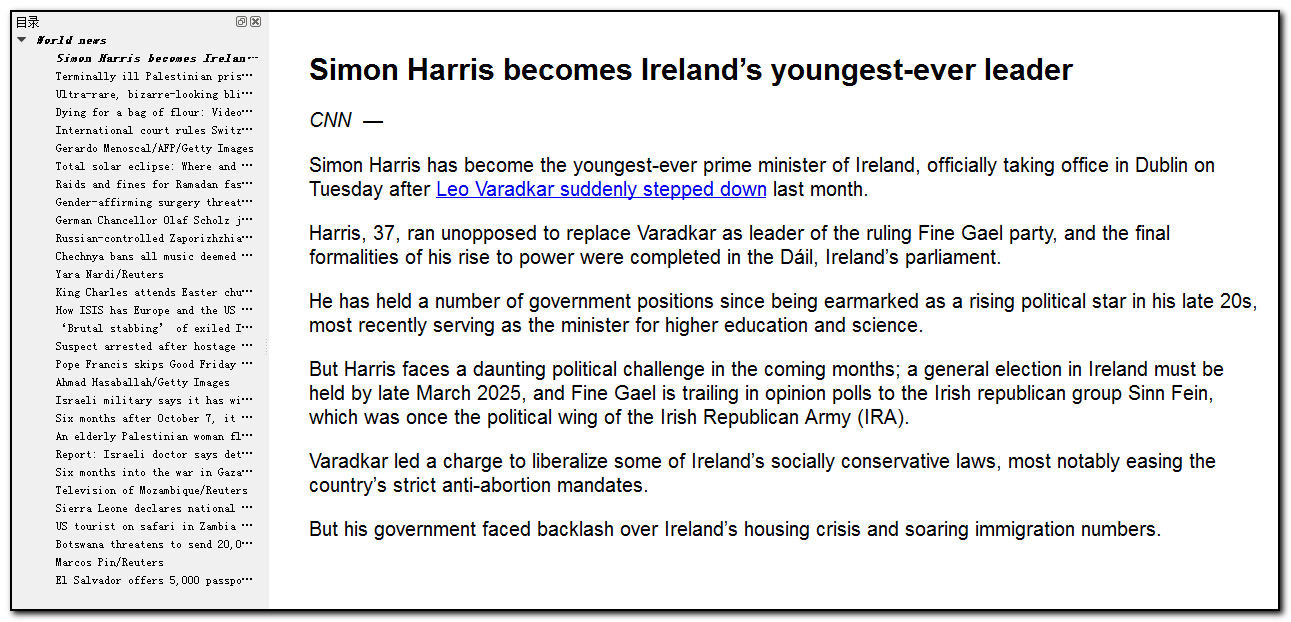 目录
World news
Simon Harris becomes Irelan…
Terminally ill Palestinian pris…
Ultra-rare, bizarre-looking bli…
Dying for a bag of flour: Video…
International court rules Switz…
Gerardo Menoscal/AFP/Getty Images
Total solar eclipse: Where and …
Raids and fines for Ramadan fas…
Gender-affirming surgery threat…
German Chancellor Olaf Scholz j…
Russian-controlled Zaporizhzhia…
Chechnya bans all music deemed …
Yara Nardi/Reuters
King Charles attends Easter chu…
How ISIS has Europe and the US …
‘Brutal stabbing’ of exiled I…
Suspect arrested after hostage …
Pope Francis skips Good Friday …
Ahmad Hasaballah/Getty Images
Israeli military says it has wi…
Six months after October 7, it …
An elderly Palestinian woman fl…
Report: Israeli doctor says det…
Six months into the war in Gaza…
Television of Mozambique/Reuters
Sierra Leone declares national …
US tourist on safari in Zambia …
Botswana threatens to send 20,0…
Marcos Pin/Reuters
El Salvador offers 5,000 passpo…
Simon Harris becomes Ireland’s youngest-ever leader
CNN —
Simon Harris has become the youngest-ever prime minister of Ireland, officially taking office in Dublin on
Tuesday after Leo Varadkar suddenly stepped down last month.
Harris, 37, ran unopposed to replace Varadkar as leader of the ruling Fine Gael party, and the final
formalities of his rise to power were completed in the Dáil, Ireland’s parliament.
He has held a number of government positions since being earmarked as a rising political star in his late 20s,
most recently serving as the minister for higher education and science.
But Harris faces a daunting political challenge in the coming months; a general election in Ireland must be
held by late March 2025, and Fine Gael is trailing in opinion polls to the Irish republican group Sinn Fein,
which was once the political wing of the Irish Republican Army (IRA).
Varadkar led a charge to liberalize some of Ireland’s socially conservative laws, most notably easing the
country’s strict anti-abortion mandates.
But his government faced backlash over Ireland’s housing crisis and soaring immigration numbers.